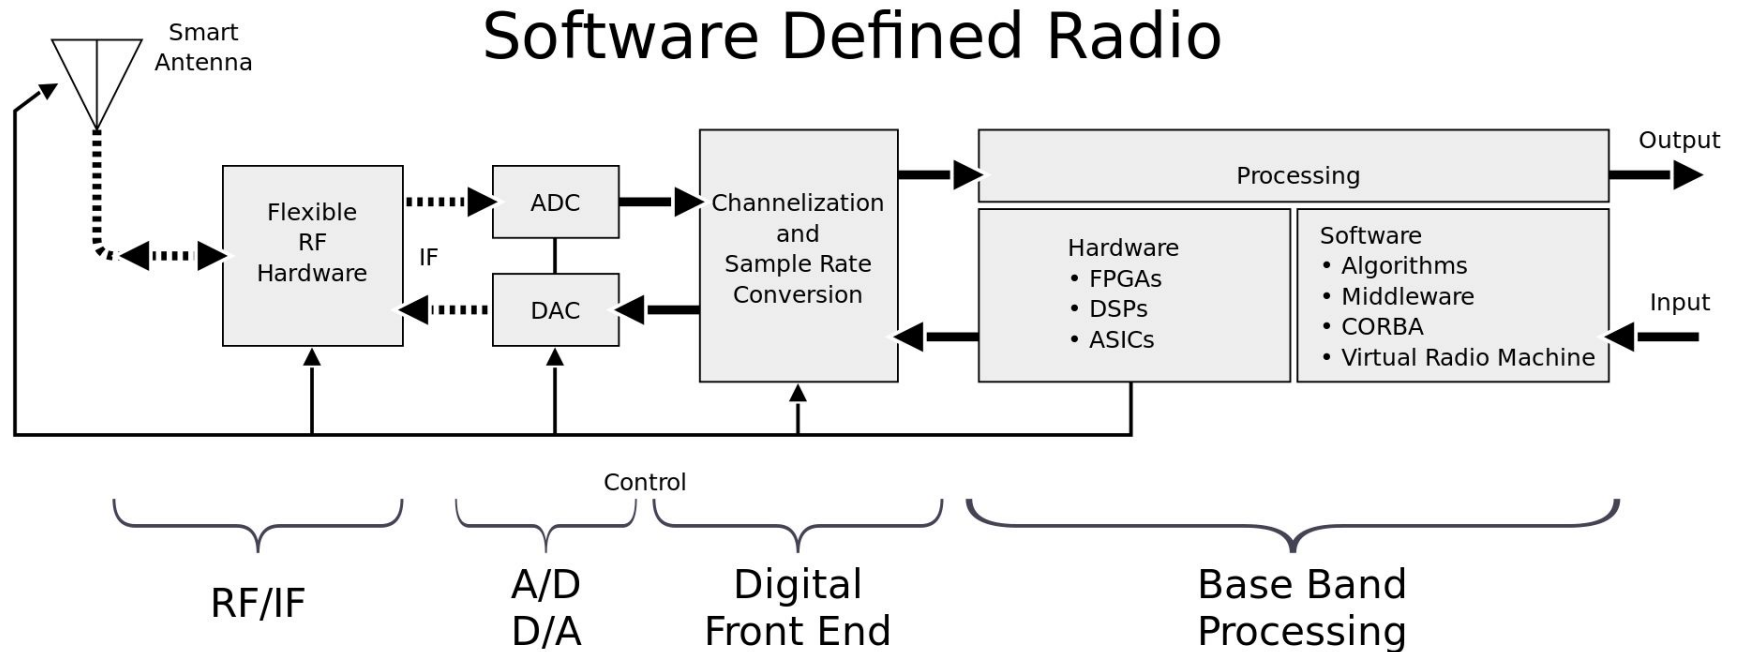 Software Defined Radio
Smart
Antenna
Flexible
RF
Hardware
IF
ADC
DAC
Channelization
and
Sample Rate
Conversion
Processing
Hardware
• FPGAs
• DSPs
• ASICs
Software
• Algorithms
• Middleware
• CORBA
• Virtual Radio Machine
Output
Input
Control
RF/IF
A/D
D/A
Digital
Front End
Base Band
Processing